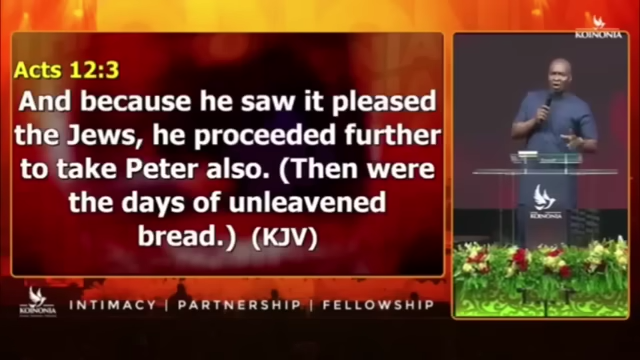 KOINONIA
Acts 12:3
And because he saw it pleased
the Jews, he proceeded further
to take Peter also. (Then were
the days of unleavened
bread.) (KJV)
KOINONIA
KOINONIA
INTIMACY | PARTNERSHIP | FELLOWSHIP